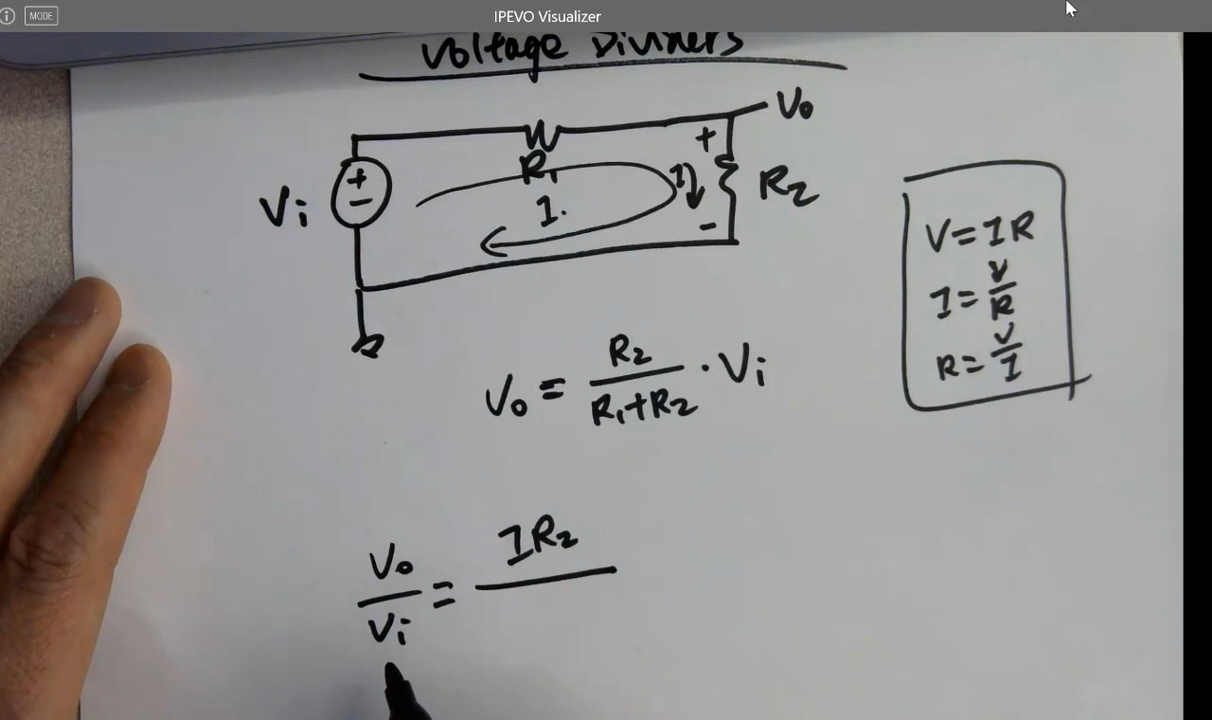 MODE
IPEVO Visualizer
Voltage Dividers
V₀
+
R₁
+
−
Vi
I
I.
R₂
−
V=IR
I=V/R
R=V/I
V₀ = R₂/(R₁+R₂) · Vi
V₀/Vi = IR₂